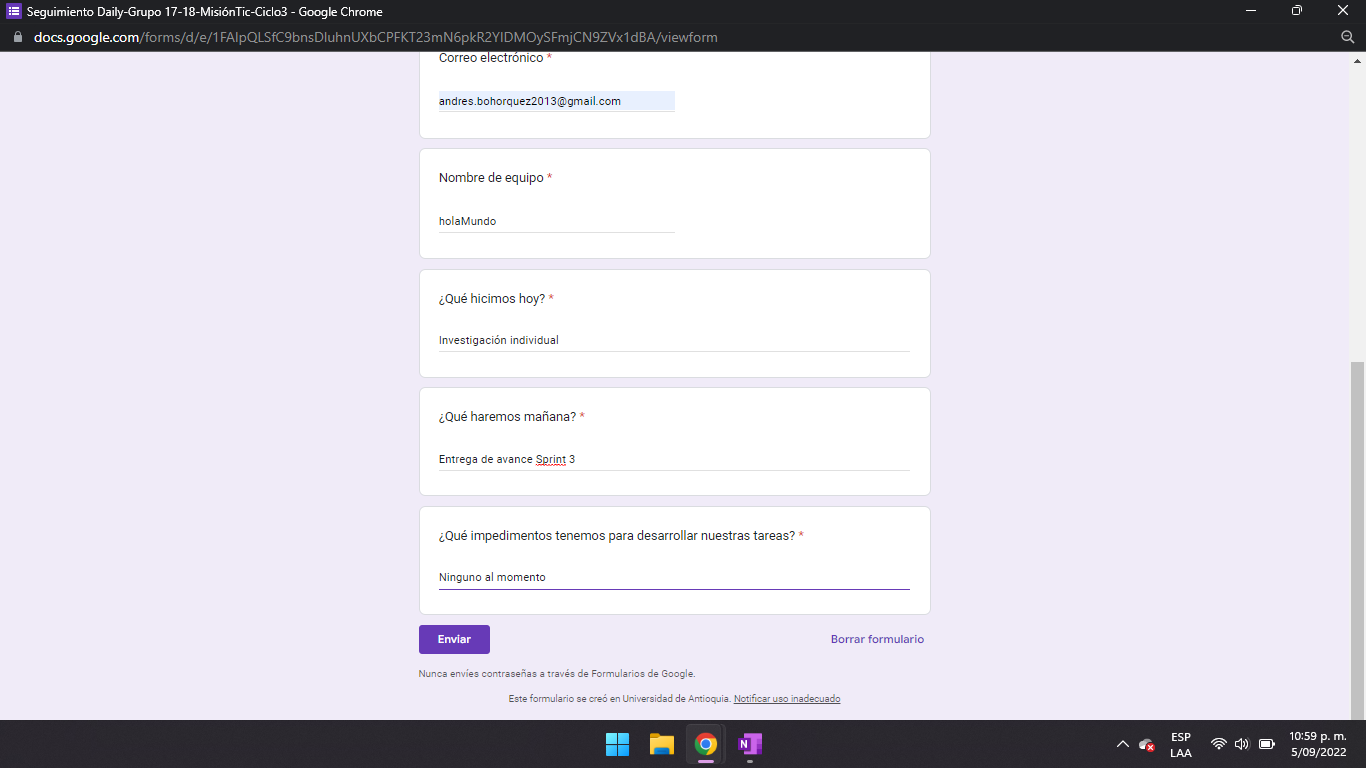 Seguimiento Daily-Grupo 17-18-MisiónTic-Ciclo3 - Google Chrome
docs.google.com/forms/d/e/1FAIpQLSfC9bnsDluhnUXbCPFKT23mN6pkR2YIDMOySFmjCN9ZVx1dBA/viewform
Correo electrónico *
andres.bohorquez2013@gmail.com
Nombre de equipo *
holaMundo
¿Qué hicimos hoy? *
Investigación individual
¿Qué haremos mañana? *
Entrega de avance Sprint 3
¿Qué impedimentos tenemos para desarrollar nuestras tareas? *
Ninguno al momento
Enviar
Borrar formulario
Nunca envíes contraseñas a través de Formularios de Google.
Este formulario se creó en Universidad de Antioquia. Notificar uso inadecuado
N
ESP
LAA
10:59 p. m.
5/09/2022